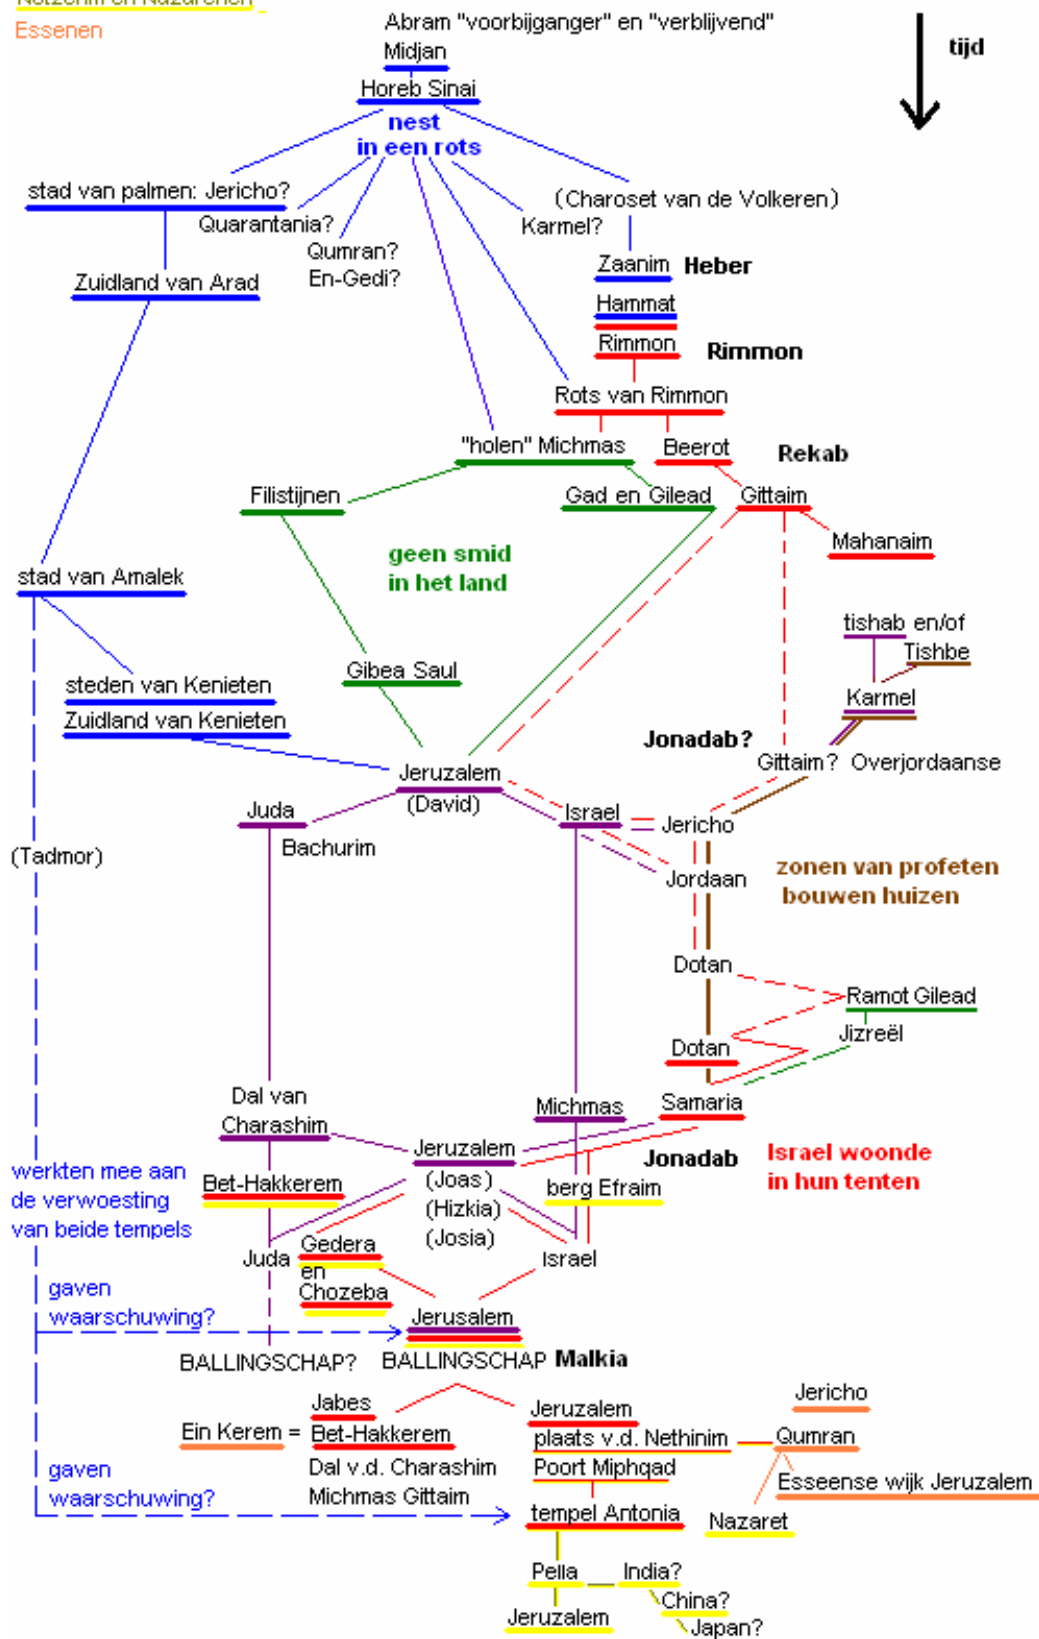 Netzerim en Nazarenen
Essenen
Abram "voorbijganger" en "verblijvend"
Midjan
tijd
Horeb Sinai
nest
in een rots
stad van palmen: Jericho?
(Charoset van de Volkeren)
Quarantania?
Karmel?
Qumran?
En-Gedi?
Zaanim
Heber
Zuidland van Arad
Hammat
Rimmon
Rimmon
Rots van Rimmon
"holen" Michmas
Beerot
Rekab
Filistijnen
Gad en Gilead
Gittaim
Mahanaim
geen smid
in het land
stad van Amalek
tishab en/of
Tishbe
Gibea Saul
steden van Kenieten
Karmel
Zuidland van Kenieten
Jonadab?
Gittaim? Overjordaanse
Jeruzalem
(David)
Juda
Israel
Jericho
Bachurim
(Tadmor)
Jordaan
zonen van profeten
bouwen huizen
Dotan
Ramot Gilead
Jizreël
Dotan
Dal van
Charashim
Michmas
Samaria
Jeruzalem
(Joas)
(Hizkia)
(Josia)
Jonadab
Israel woonde
in hun tenten
werkten mee aan
de verwoesting
van beide tempels
Bet-Hakkerem
berg Efraim
Juda
Gedera
en
Chozeba
Israel
gaven
waarschuwing?
Jerusalem
BALLINGSCHAP?
BALLINGSCHAP
Malkia
Jabes
Ein Kerem = Bet-Hakkerem
Dal v.d. Charashim
Michmas Gittaim
Jeruzalem
plaats v.d. Nethinim
Poort Miphqad
Jericho
Qumran
Esseense wijk Jeruzalem
gaven
waarschuwing?
tempel Antonia
Nazaret
Pella
India?
China?
Japan?
Jeruzalem